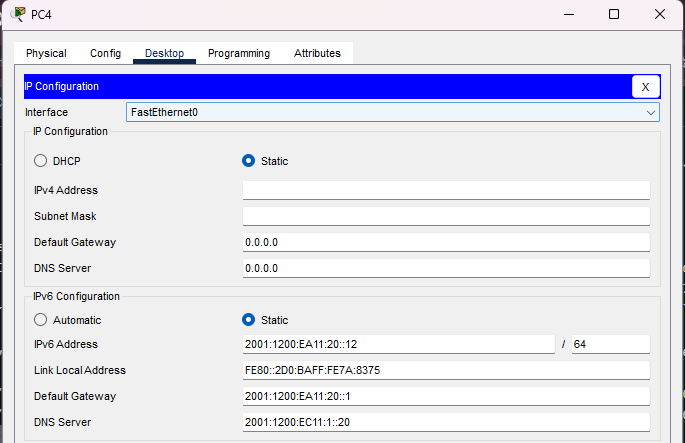 PC4
Physical Config Desktop Programming Attributes
IP Configuration X
Interface FastEthernet0
IP Configuration
DHCP Static
IPv4 Address
Subnet Mask
Default Gateway 0.0.0.0
DNS Server 0.0.0.0
IPv6 Configuration
Automatic Static
IPv6 Address 2001:1200:EA11:20::12 / 64
Link Local Address FE80::2D0:BAFF:FE7A:8375
Default Gateway 2001:1200:EA11:20::1
DNS Server 2001:1200:EC11:1::20